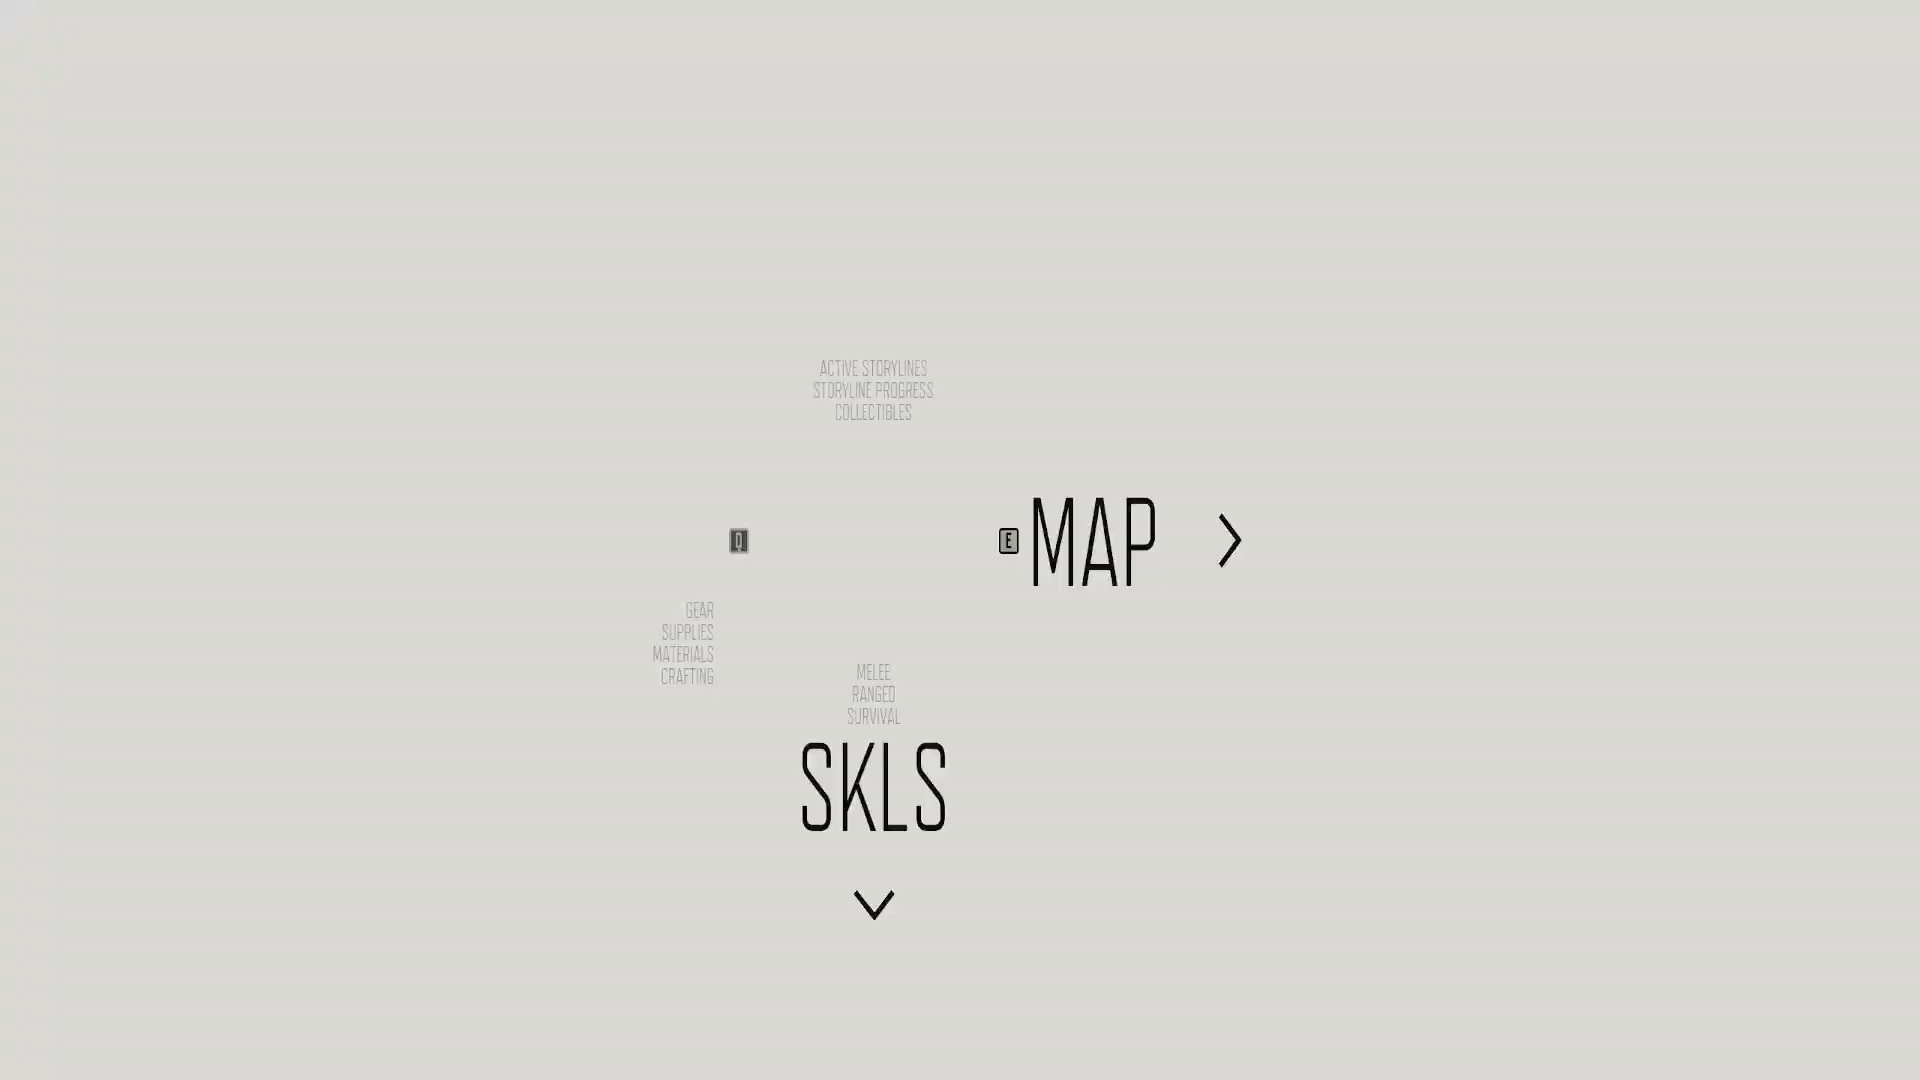 ACTIVE STORYLINES
STORYLINE PROGRESS
COLLECTIBLES
Q
E MAP
GEAR
SUPPLIES
MATERIALS
CRAFTING
MELEE
RANGED
SURVIVAL
SKLS